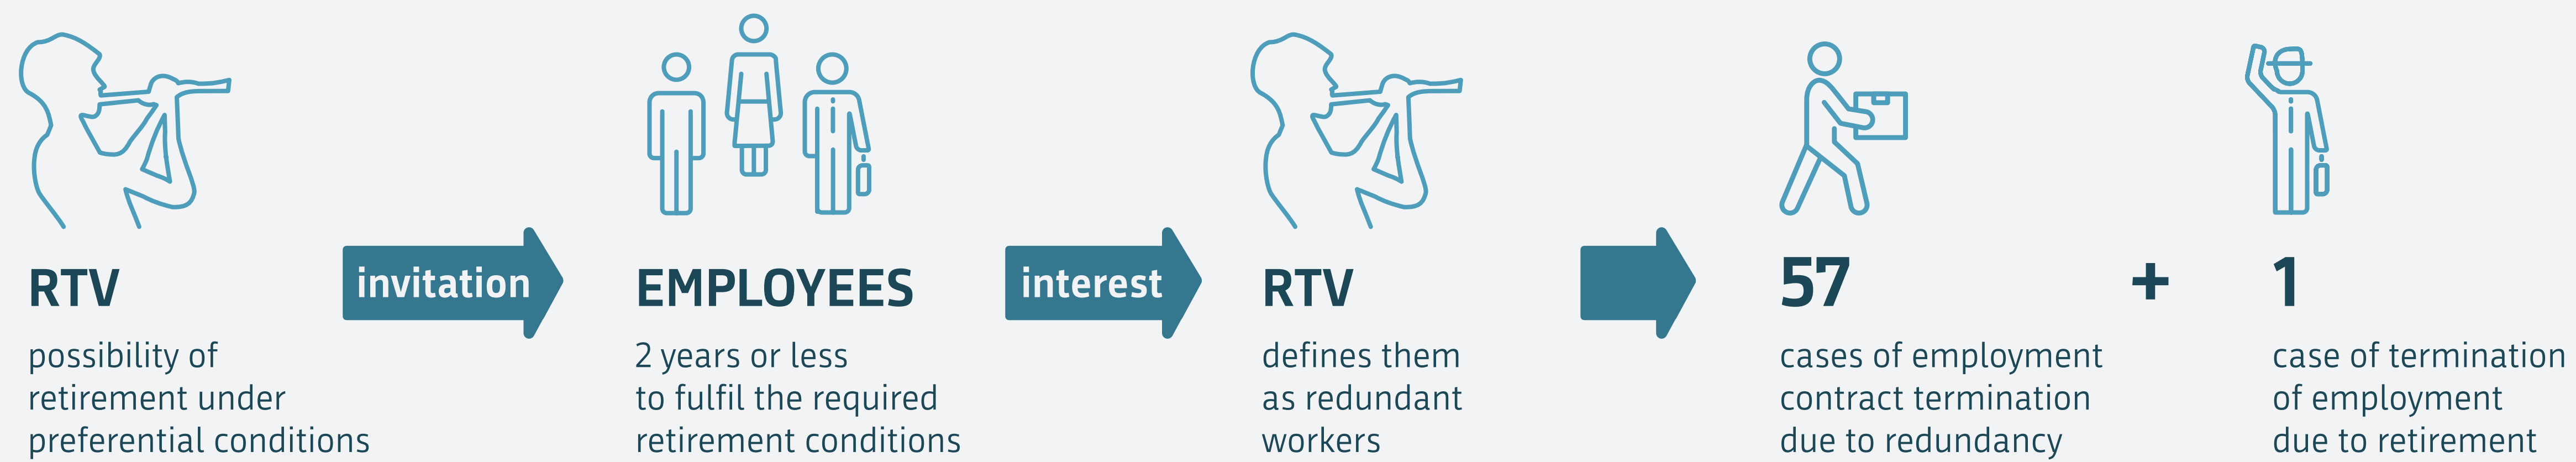 RTV
possibility of
retirement under
preferential conditions
invitation
EMPLOYEES
2 years or less
to fulfil the required
retirement conditions
interest
RTV
defines them
as redundant
workers
57
cases of employment
contract termination
due to redundancy
+
1
case of termination
of employment
due to retirement